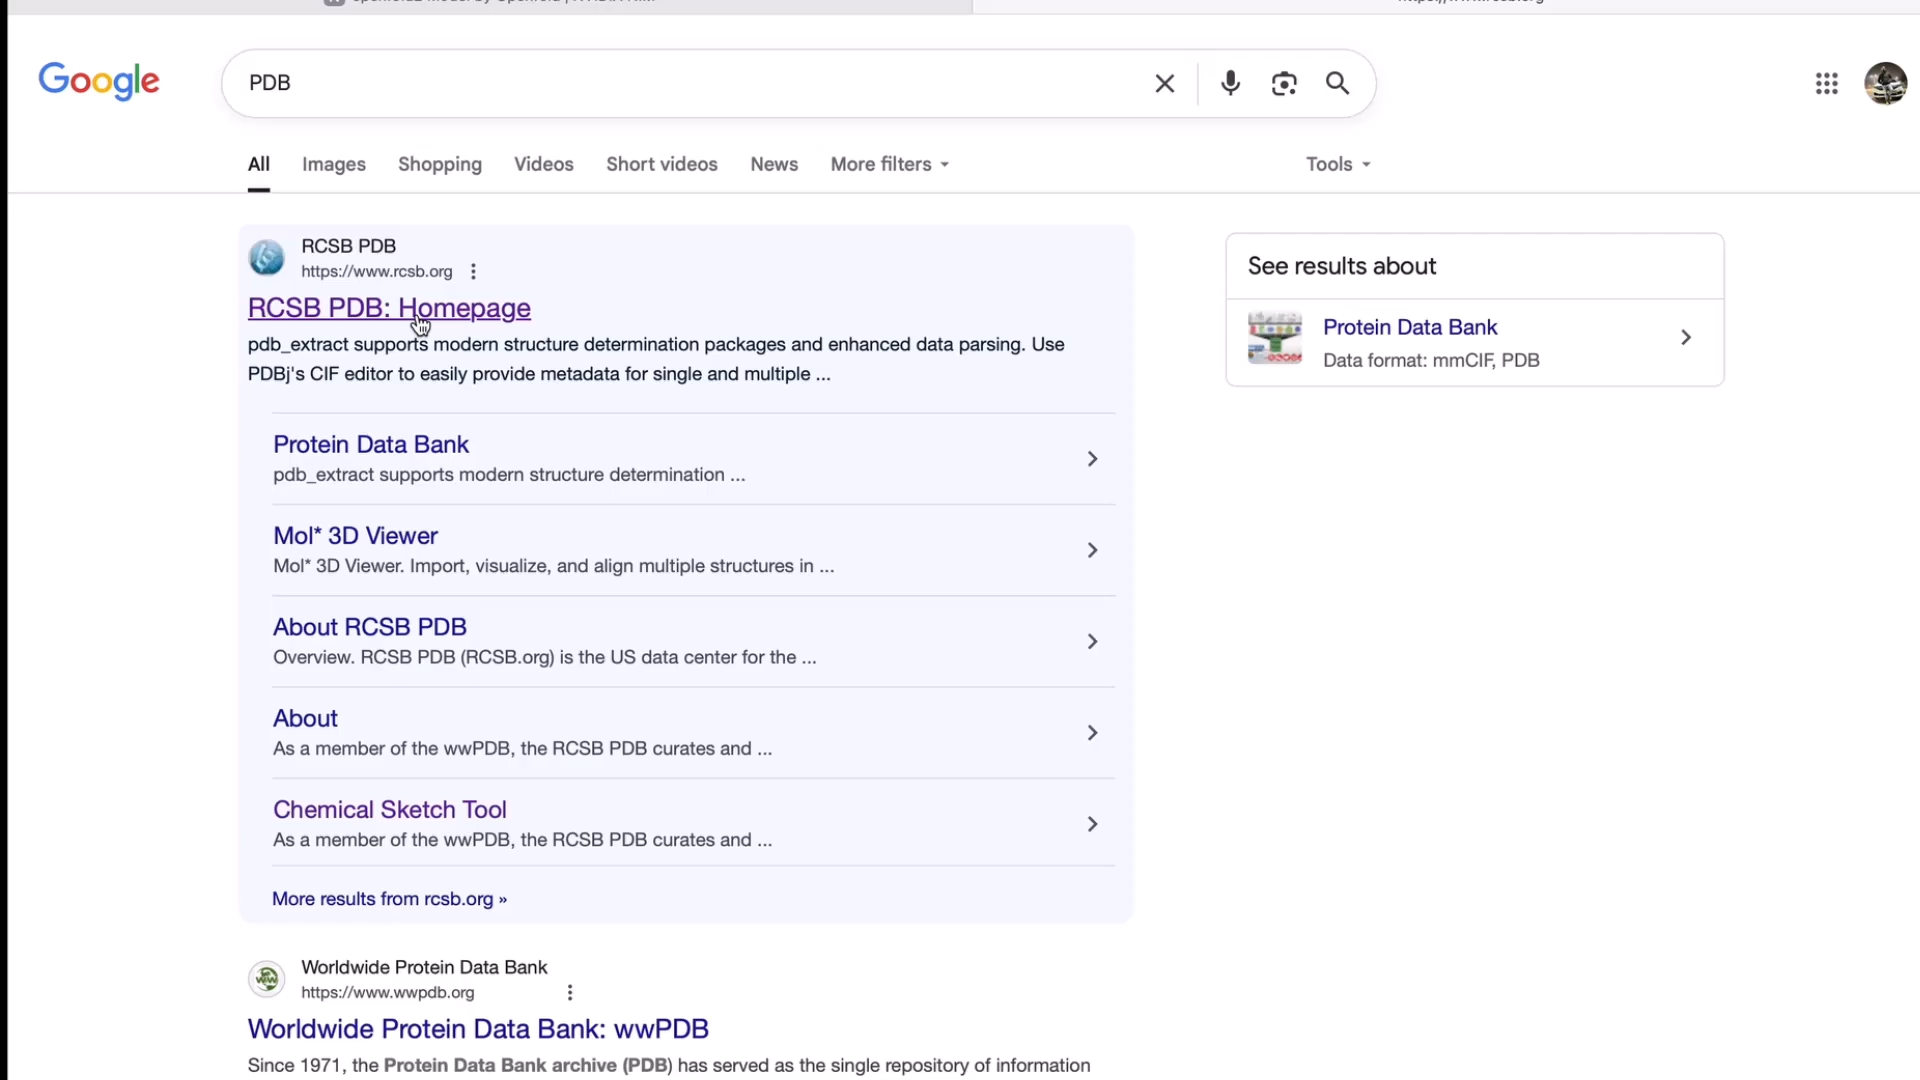 Google
PDB
All Images Shopping Videos Short videos News More filters Tools
RCSB PDB
https://www.rcsb.org
RCSB PDB: Homepage
pdb_extract supports modern structure determination packages and enhanced data parsing. Use
PDBj's CIF editor to easily provide metadata for single and multiple ...
Protein Data Bank
pdb_extract supports modern structure determination ...
Mol* 3D Viewer
Mol* 3D Viewer. Import, visualize, and align multiple structures in ...
About RCSB PDB
Overview. RCSB PDB (RCSB.org) is the US data center for the ...
About
As a member of the wwPDB, the RCSB PDB curates and ...
Chemical Sketch Tool
As a member of the wwPDB, the RCSB PDB curates and ...
More results from rcsb.org »
Worldwide Protein Data Bank
https://www.wwpdb.org
Worldwide Protein Data Bank: wwPDB
Since 1971, the Protein Data Bank archive (PDB) has served as the single repository of information
See results about
Protein Data Bank
Data format: mmCIF, PDB